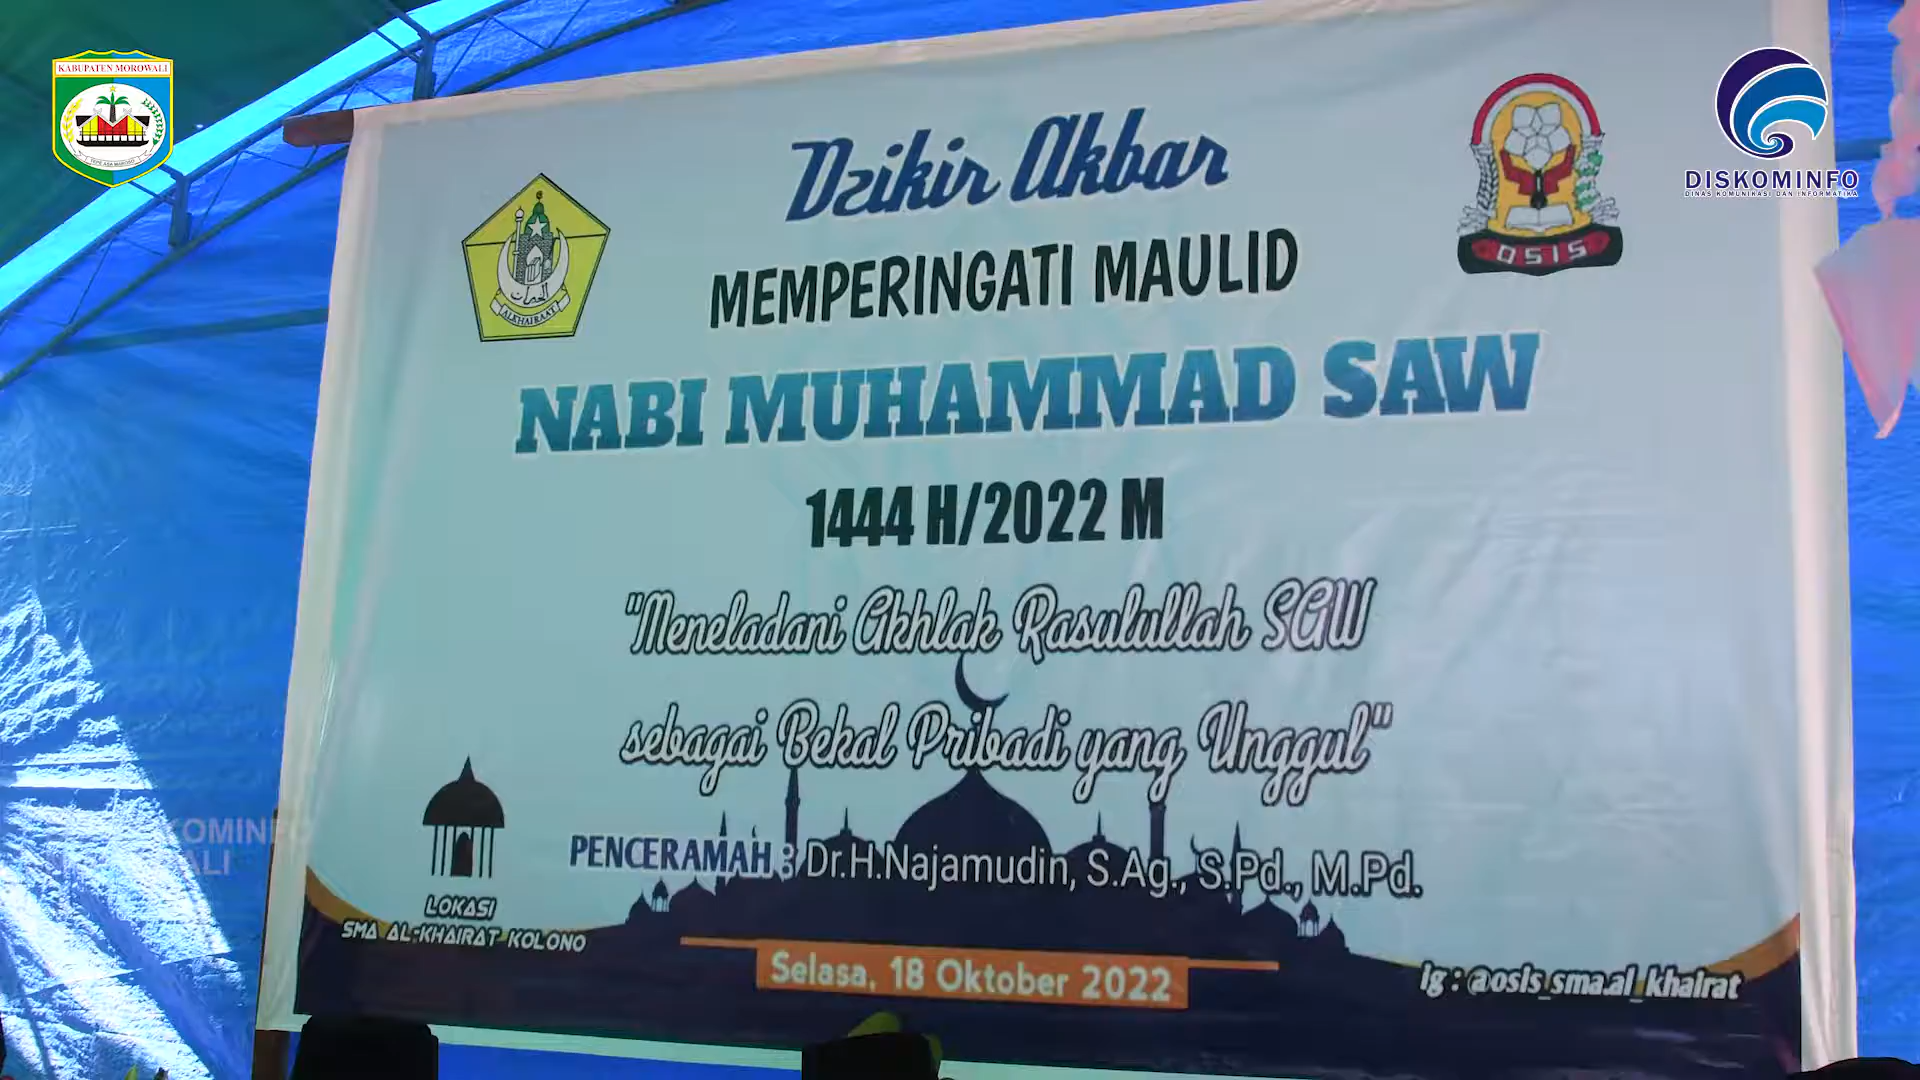 KABUPATEN MOROWALI
DISKOMINFO
DINAS KOMUNIKASI DAN INFORMATIKA
Dzikir Akbar
MEMPERINGATI MAULID
NABI MUHAMMAD SAW
1444 H/2022 M
ALKHAIRAAT
OSIS
"Meneladani Akhlak Rasulullah SAW
sebagai Bekal Pribadi yang Unggul"
PENCERAMAH : Dr.H.Najamudin, S.Ag., S.Pd., M.Pd.
LOKASI
SMA AL-KHAIRAT KOLONO
Selasa, 18 Oktober 2022
ig : @osis_sma.al_khairat